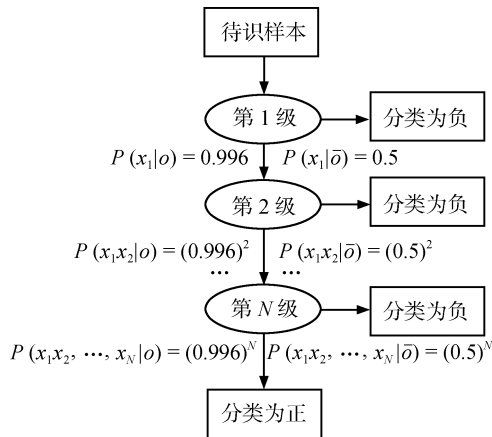 待识样本
第 1 级
分类为负
P (x₁|o) = 0.996 P (x₁|ō) = 0.5
第 2 级
分类为负
P (x₁x₂|o) = (0.996)² P (x₁x₂|ō) = (0.5)²
… …
第 N 级
分类为负
P (x₁x₂, …, x_N|o) = (0.996)^N P (x₁x₂, …, x_N|ō) = (0.5)^N
分类为正